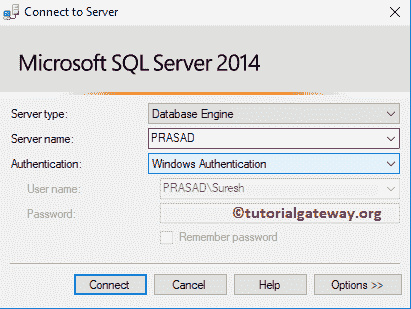 Connect to Server
Microsoft SQL Server 2014
Server type: Database Engine
Server name: PRASAD
Authentication: Windows Authentication
User name: PRASAD\Suresh
Password:
©tutorialgateway.org
Remember password
Connect Cancel Help Options >>